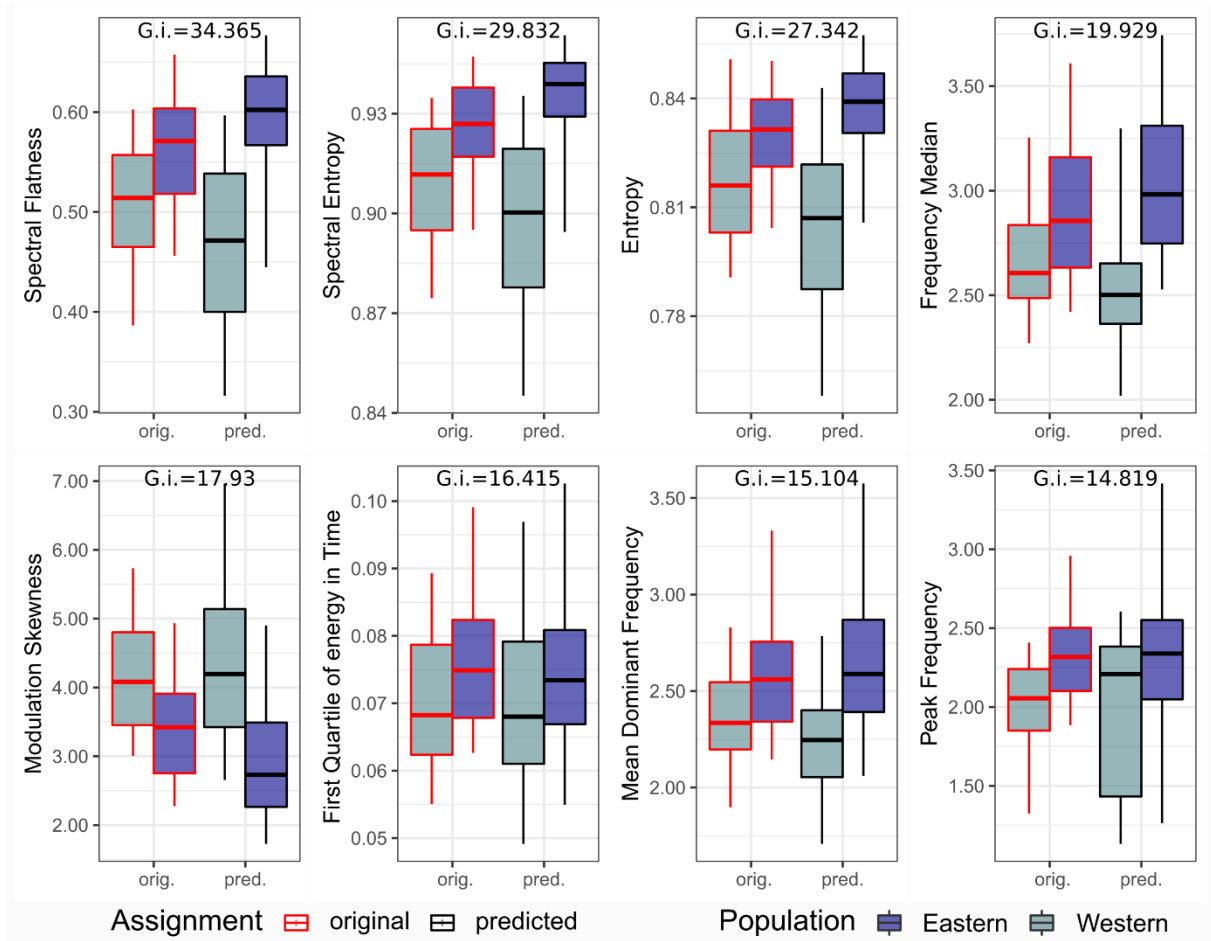 G.i.=34.365
Spectral Flatness
0.60
0.50
0.40
0.30
orig.
pred.
G.i.=29.832
Spectral Entropy
0.93
0.90
0.87
0.84
orig.
pred.
G.i.=27.342
Entropy
0.84
0.81
0.78
orig.
pred.
G.i.=19.929
Frequency Median
3.50
3.00
2.50
2.00
orig.
pred.
G.i.=17.93
Modulation Skewness
7.00
6.00
5.00
4.00
3.00
2.00
orig.
pred.
G.i.=16.415
First Quartile of energy in Time
0.10
0.09
0.08
0.07
0.06
0.05
orig.
pred.
G.i.=15.104
Mean Dominant Frequency
3.50
3.00
2.50
2.00
orig.
pred.
G.i.=14.819
Peak Frequency
3.50
3.00
2.50
2.00
1.50
orig.
pred.
Assignment original predicted Population Eastern Western